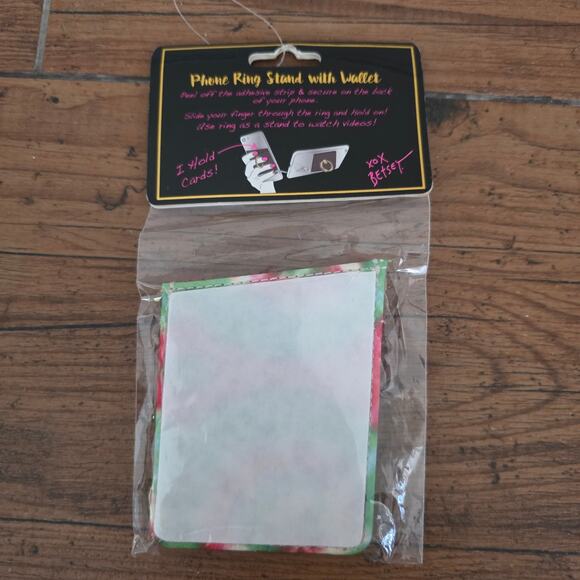 Phone Ring Stand with Wallet
Peel off the adhesive strip & secure on the back
of your phone.
Slide your finger through the ring and hold on!
Use ring as a stand to watch videos!
I Hold
Cards!
xox
Betsey